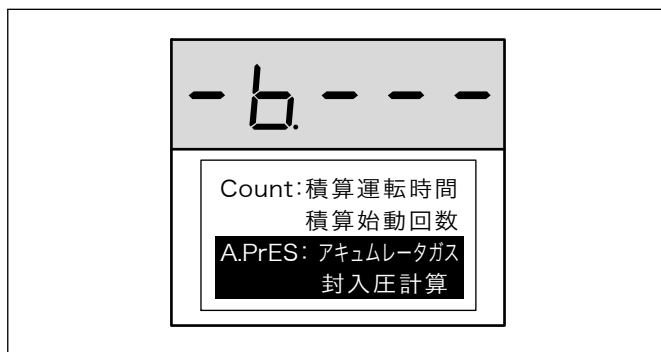 -b.---
Count:積算運転時間
積算始動回数
A.PrES:アキュムレータガス
封入圧計算